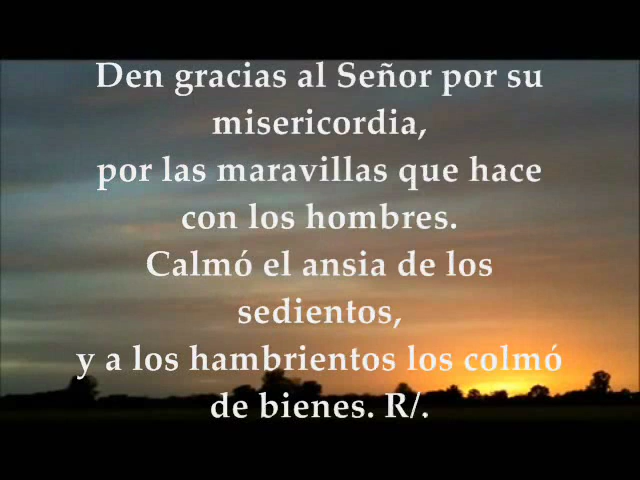 Den gracias al Señor por su
misericordia,
por las maravillas que hace
con los hombres.
Calmó el ansia de los
sedientos,
y a los hambrientos los colmó
de bienes. R/.